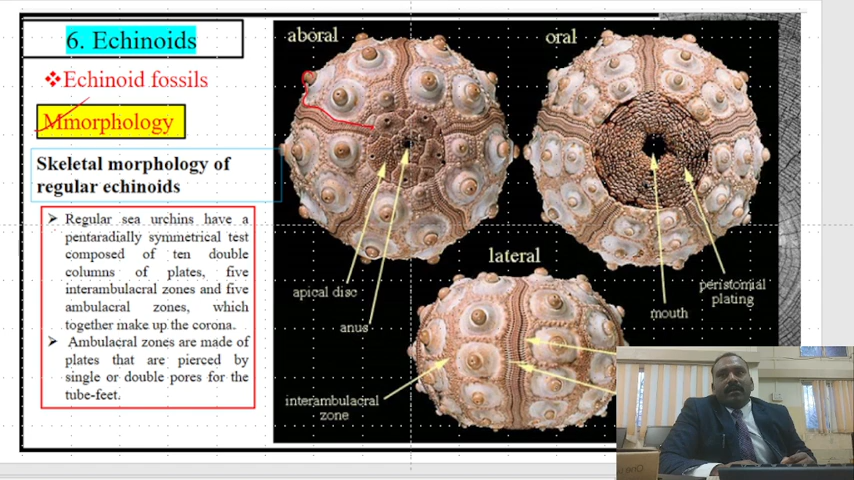 6. Echinoids
❖Echinoid fossils
Mmorphology
Skeletal morphology of
regular echinoids
➢ Regular sea urchins have a
pentaradially symmetrical test
composed of ten double
columns of plates, five
interambulacral zones and five
ambulacral zones, which
together make up the corona.
➢ Ambulacral zones are made of
plates that are pierced by
single or double pores for the
tube-feet.
aboral
oral
apical disc
anus
mouth
peristomial
plating
lateral
interambulacral
zone